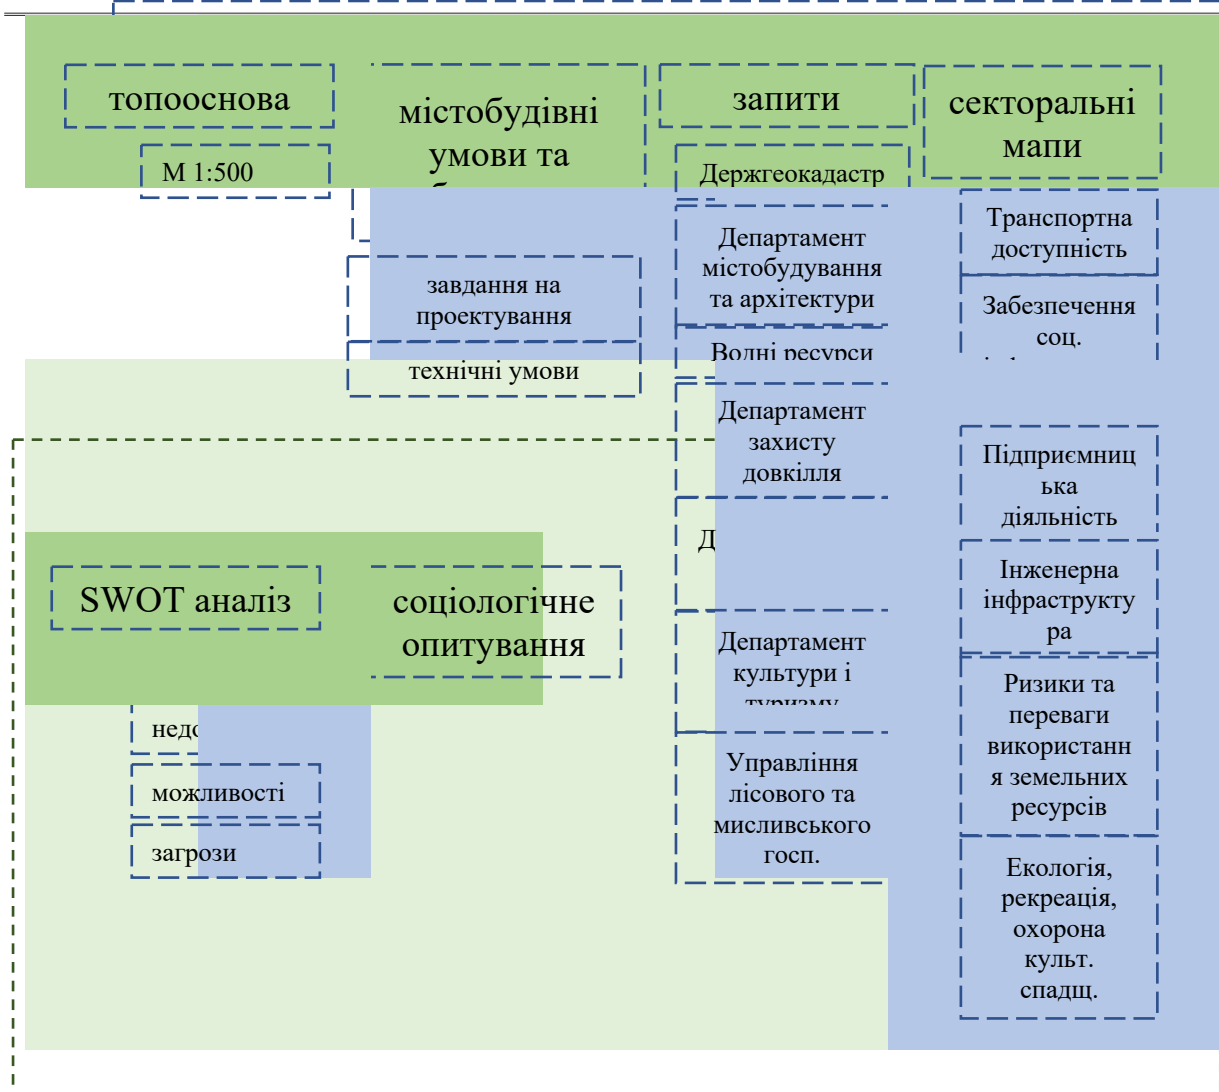 топооснова
М 1:500
містобудівні
умови та
завдання на
проектування
технічні умови
запити
Держгеокадастр
Департамент
містобудування
та архітектури
Водні ресурси
Департамент
захисту
довкілля
Д
Департамент
культури і
туризму
Управління
лісового та
мисливського
госп.
секторальні
мапи
Транспортна
доступність
Забезпечення
соц.
Підприємниц
ька
діяльність
Інженерна
інфраструкту
ра
Ризики та
переваги
використанн
я земельних
ресурсів
Екологія,
рекреація,
охорона
культ.
спадщ.
SWOT аналіз
недо
можливості
загрози
соціологічне
опитування